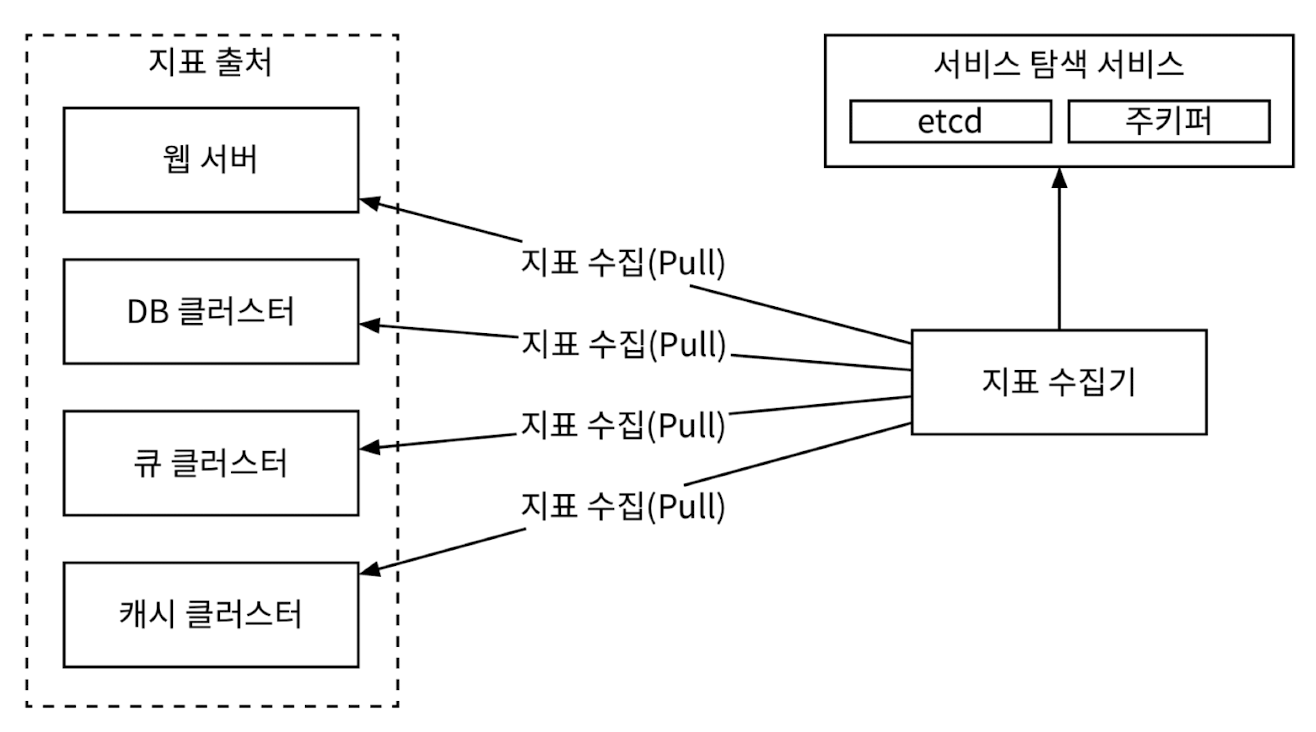 지표 출처
웹 서버
DB 클러스터
큐 클러스터
캐시 클러스터
지표 수집(Pull)
지표 수집(Pull)
지표 수집(Pull)
지표 수집(Pull)
서비스 탐색 서비스
etcd
주키퍼
지표 수집기